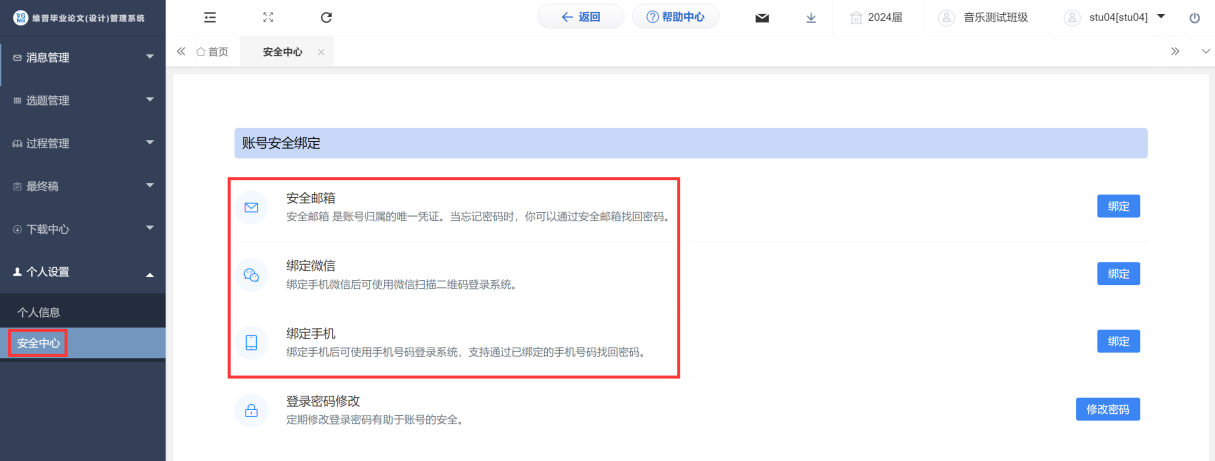 维普毕业论文(设计)管理系统
返回
帮助中心
2024届
音乐测试班级
stu04[stu04]
消息管理
选题管理
过程管理
最终稿
下载中心
个人设置
个人信息
安全中心
首页
安全中心
账号安全绑定
安全邮箱
安全邮箱 是账号归属的唯一凭证。当忘记密码时，你可以通过安全邮箱找回密码。
绑定
绑定微信
绑定手机微信后可使用微信扫描二维码登录系统。
绑定
绑定手机
绑定手机后可使用手机号码登录系统，支持通过已绑定的手机号码找回密码。
绑定
登录密码修改
定期修改登录密码有助于账号的安全。
修改密码